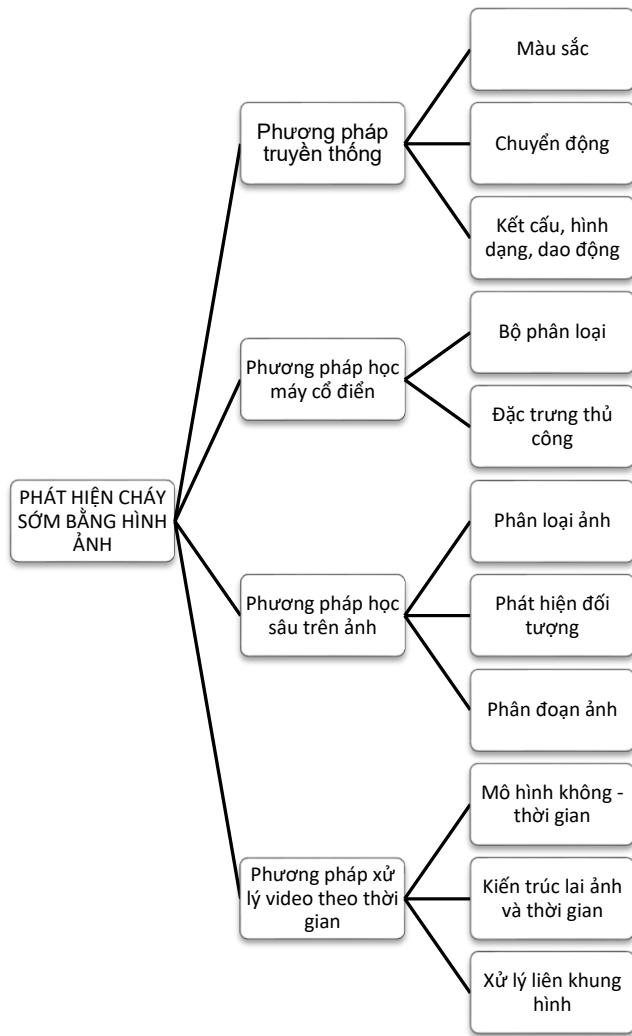 PHÁT HIỆN CHÁY
SỚM BẰNG HÌNH
ẢNH
Phương pháp
truyền thống
Màu sắc
Chuyển động
Kết cấu, hình
dạng, dao động
Phương pháp học
máy cổ điển
Bộ phân loại
Đặc trưng thủ
công
Phương pháp học
sâu trên ảnh
Phân loại ảnh
Phát hiện đối
tượng
Phân đoạn ảnh
Phương pháp xử
lý video theo thời
gian
Mô hình không -
thời gian
Kiến trúc lai ảnh
và thời gian
Xử lý liên khung
hình